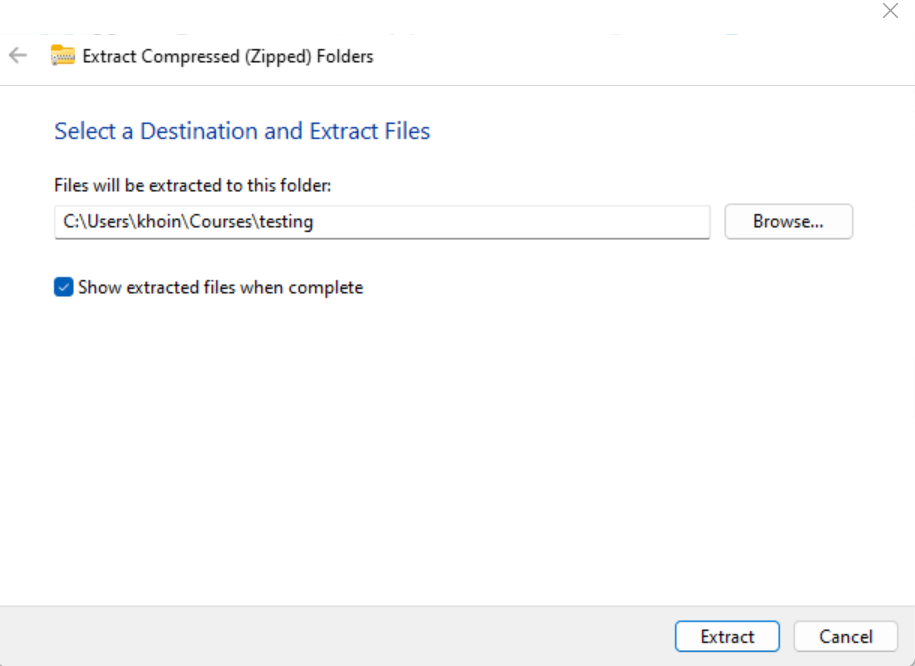 Extract Compressed (Zipped) Folders
Select a Destination and Extract Files
Files will be extracted to this folder:
C:\Users\khoin\Courses\testing
Browse...
Show extracted files when complete
Extract
Cancel